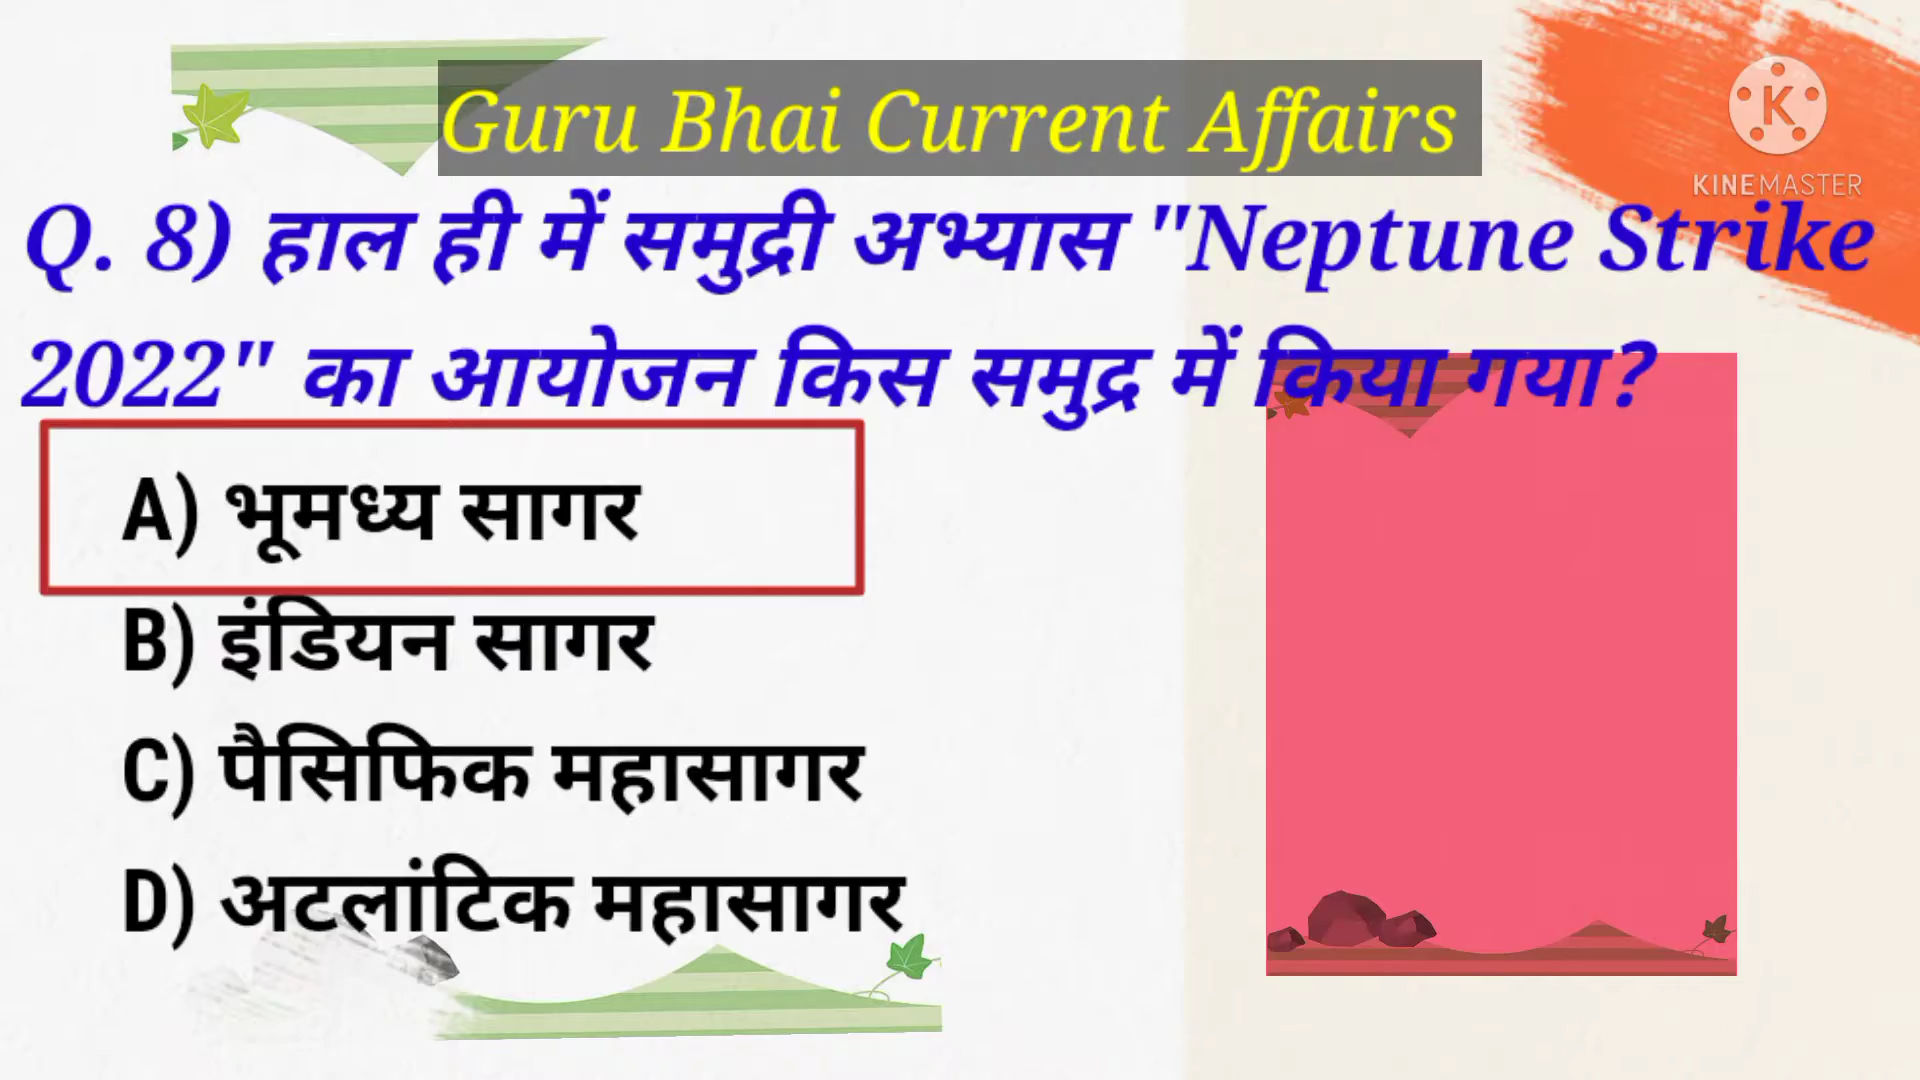 Guru Bhai Current Affairs
KINEMASTER
Q. 8) हाल ही में समुद्री अभ्यास "Neptune Strike
2022" का आयोजन किस समुद्र में किया गया?
A) भूमध्य सागर
B) इंडियन सागर
C) पैसिफिक महासागर
D) अटलांटिक महासागर